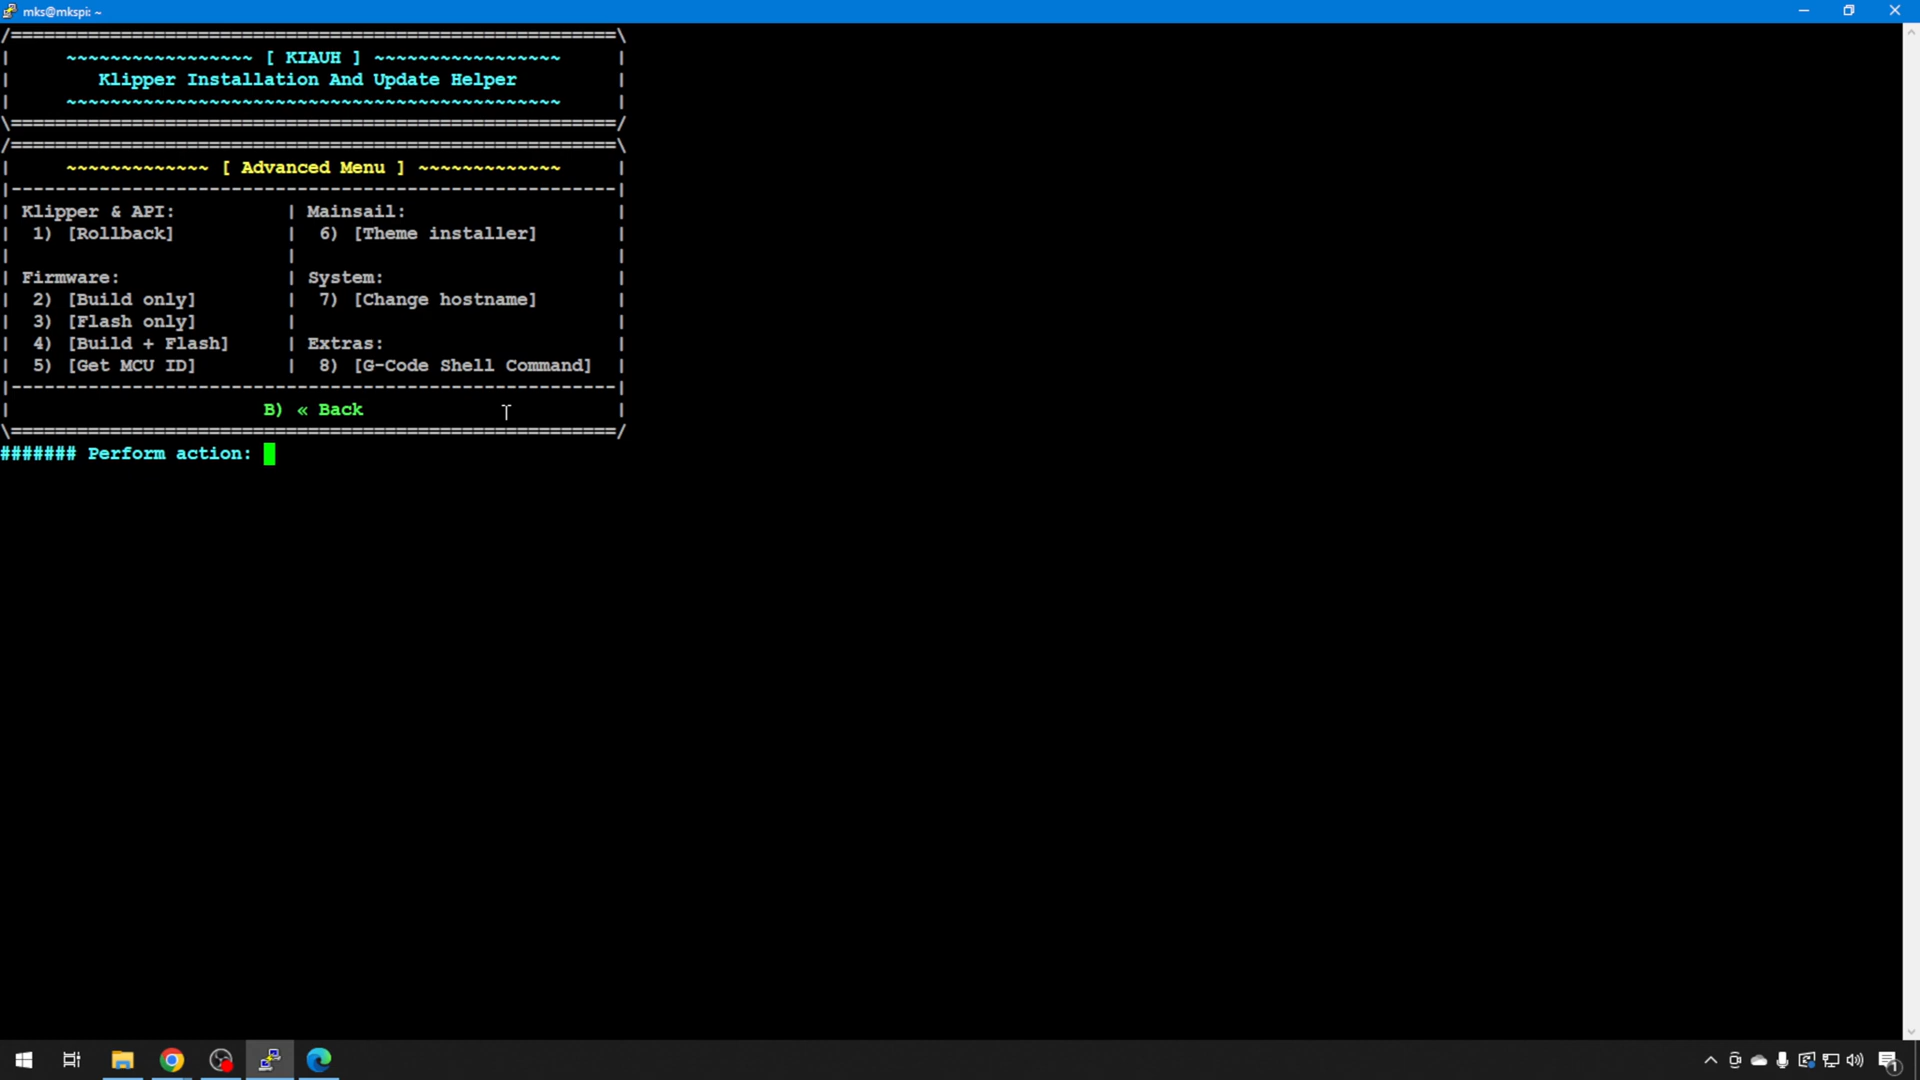 mks@mkspi: ~
/=======================================================\
|     ~~~~~~~~~~~~~~~~~ [ KIAUH ] ~~~~~~~~~~~~~~~~~     |
|        Klipper Installation And Update Helper         |
|     ~~~~~~~~~~~~~~~~~~~~~~~~~~~~~~~~~~~~~~~~~~~~~     |
\=======================================================/
/=======================================================\
|     ~~~~~~~~~~~~~ [ Advanced Menu ] ~~~~~~~~~~~~~     |
|-------------------------------------------------------|
| Klipper & API:          | Mainsail:                   |
|  1) [Rollback]          |  6) [Theme installer]       |
|                         |                             |
| Firmware:               | System:                     |
|  2) [Build only]        |  7) [Change hostname]       |
|  3) [Flash only]        |                             |
|  4) [Build + Flash]     | Extras:                     |
|  5) [Get MCU ID]        |  8) [G-Code Shell Command]  |
|-------------------------------------------------------|
|                       B) « Back                       |
\=======================================================/
####### Perform action:
1